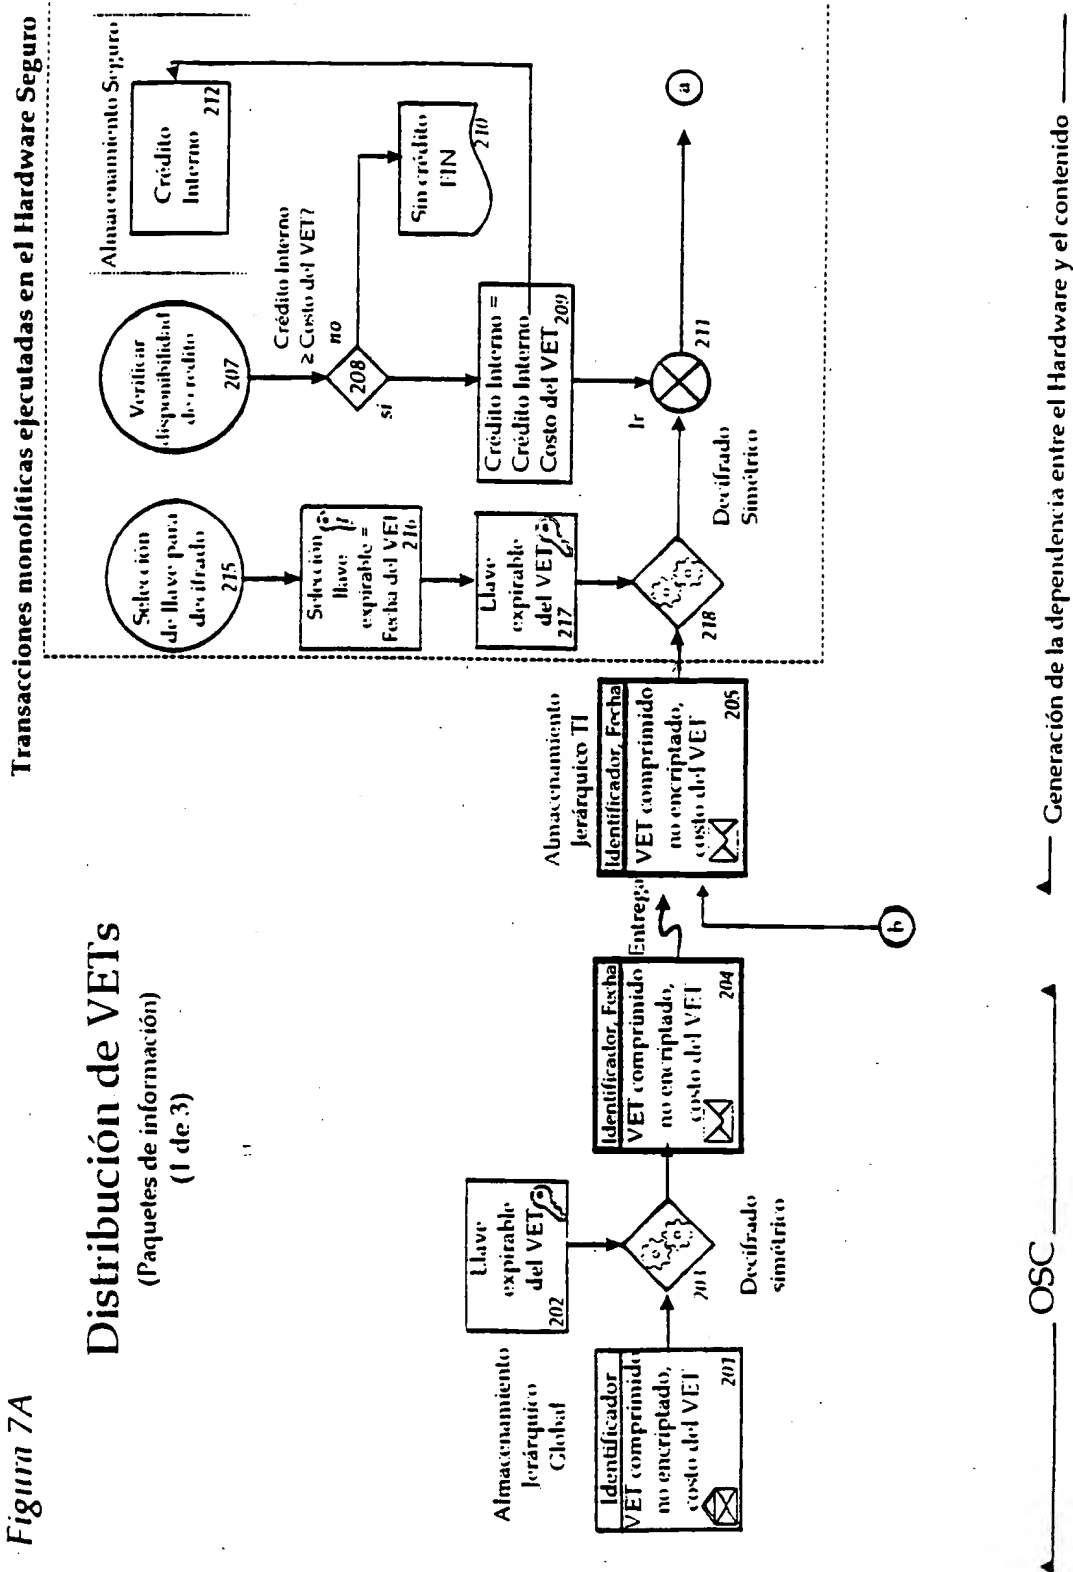 Figura 7A
Distribución de VETs
(Paquetes de información)
(1 de 3)
Transacciones monolíticas ejecutadas en el Hardware Seguro
Almacenamiento
Jerárquico
Global
Identificador
VET comprimido
no encriptado,
costo del VET
201
Llave
expirable
del VET
202
Decifrado
simétrico
Identificador, Fecha
VET comprimido
no encriptado,
costo del VET
204
Entrega
b
Almacenamiento
Jerárquico TI
Identificador, Fecha
VET comprimido
no encriptado,
costo del VET
205
Selección
de llave para
decifrado
215
Selección
llave
expirable =
Fecha del VET
216
Llave
expirable
del VET
217
218
Decifrado
Simétrico
Verificar
disponibilidad
de credito
207
Crédito Interno
≥ Costo del VET?
208
no
si
Crédito Interno =
Crédito Interno
Costo del VET
209
Ir
211
Almacenamiento Seguro
Crédito
Interno
212
Sin crédito
FIN
210
a
OSC
Generación de la dependencia entre el Hardware y el contenido